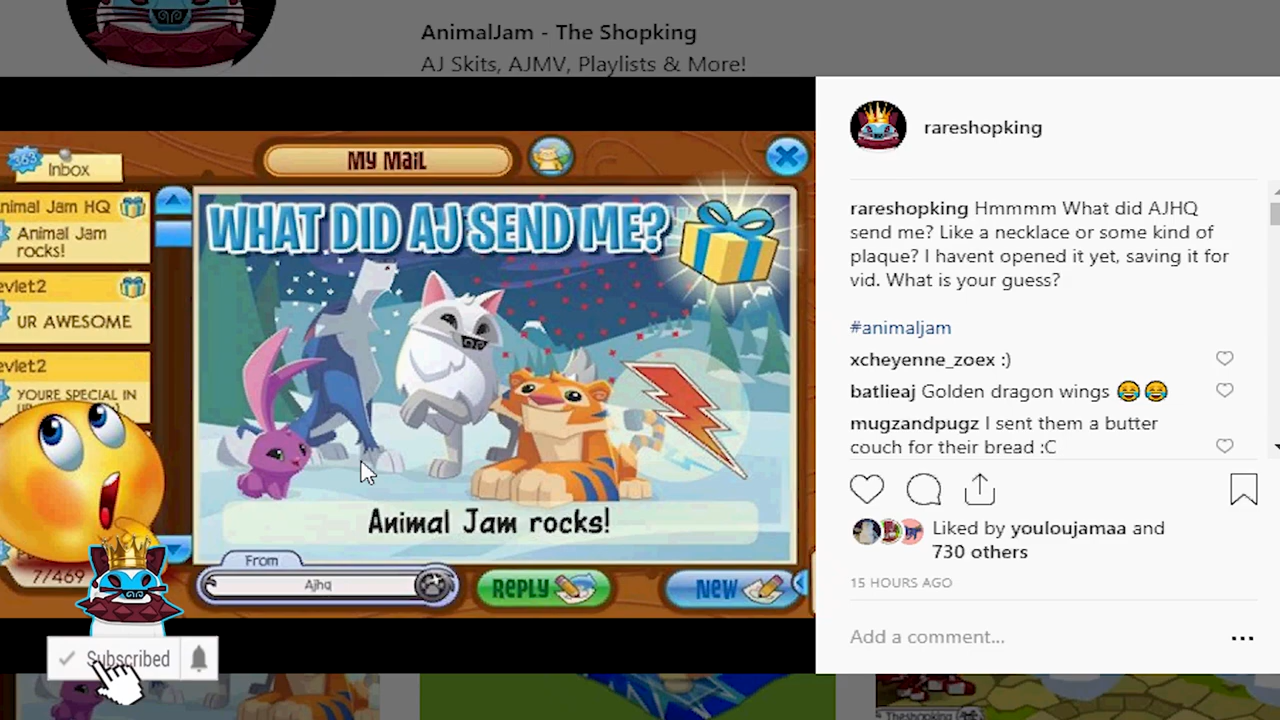 AnimalJam - The Shopking
AJ Skits, AJMV, Playlists & More!
363
Inbox
My Mail
nimal Jam HQ
Animal Jam
rocks!
evlet2
UR AWESOME
evlet2
YOURE SPECIAL IN
7/469
WHAT DID AJ SEND ME?
Animal Jam rocks!
From
Ajhq
REPLY
NEW
Subscribed
rareshopking
rareshopking Hmmmm What did AJHQ
send me? Like a necklace or some kind of
plaque? I havent opened it yet, saving it for
vid. What is your guess?
#animaljam
xcheyenne_zoex :)
batlieaj Golden dragon wings 😂😂
mugzandpugz I sent them a butter
couch for their bread :C
Liked by youloujamaa and
730 others
15 HOURS AGO
Add a comment...
Theshopking